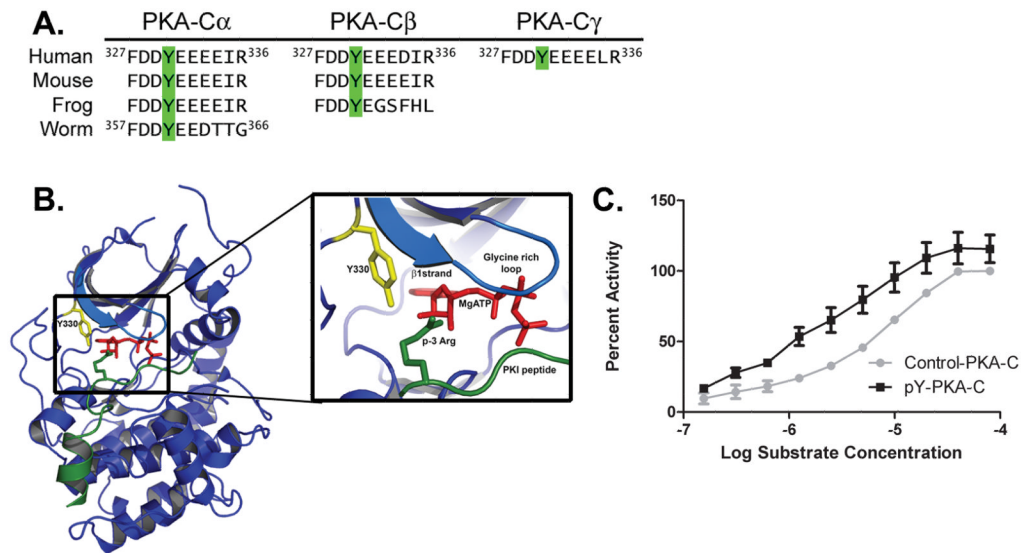 A.
PKA-Cα PKA-Cβ PKA-Cγ
Human ³²⁷FDDYEEEEIR³³⁶ ³²⁷FDDYEEEDIR³³⁶ ³²⁷FDDYEEEELR³³⁶
Mouse FDDYEEEEIR FDDYEEEEIR
Frog FDDYEEEEIR FDDYEGSFHL
Worm ³⁵⁷FDDYEEDTTG³⁶⁶
B.
Y330
Y330
β1strand
Glycine rich
loop
MgATP
p-3 Arg
PKI peptide
C.
Percent Activity
150
100
50
0
Control-PKA-C
pY-PKA-C
-7 -6 -5 -4
Log Substrate Concentration